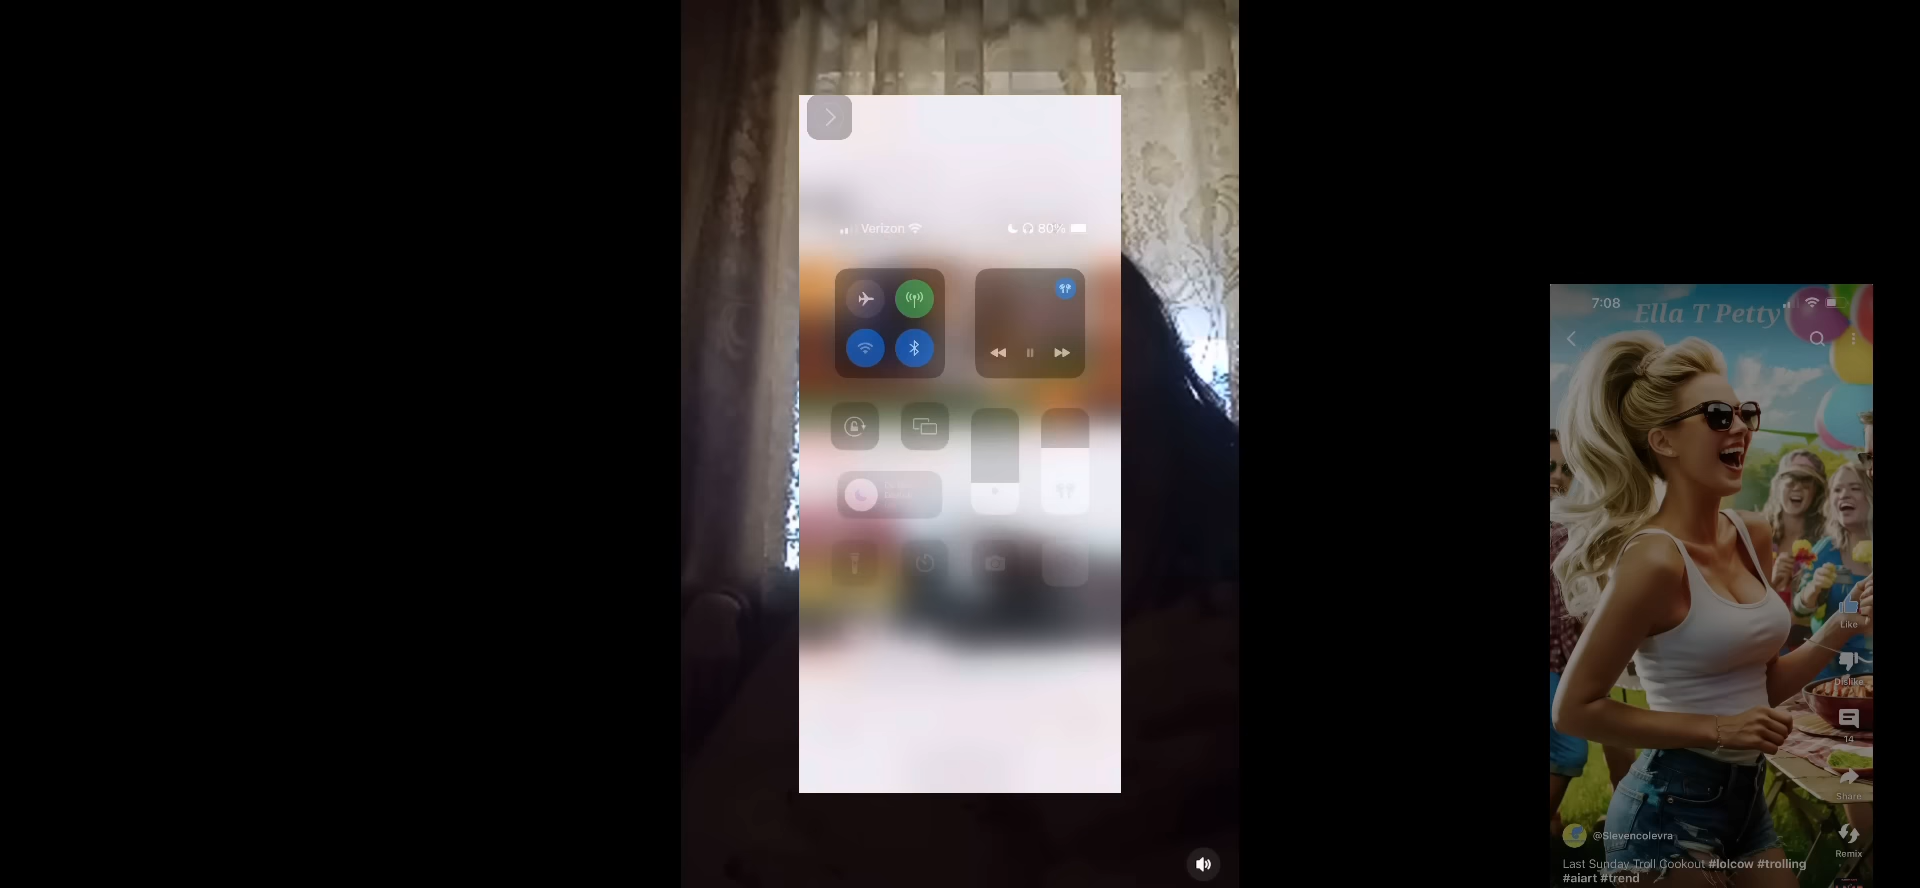 Verizon
80%
7:08
Ella T Petty
Like
Dislike
14
Share
Remix
@Slevencolevra
Last Sunday Troll Cookout #lolcow #trolling
#aiart #trend